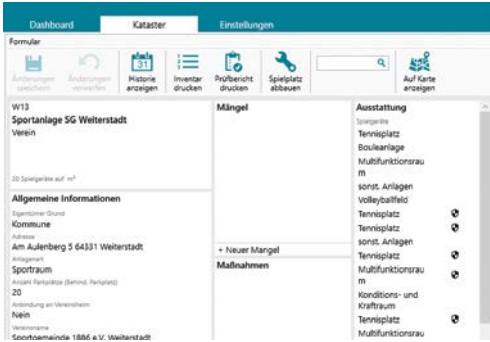 Dashboard
Kataster
Einstellungen
Formular
Änderungen speichern
Änderungen verwerfen
31
Historie anzeigen
Inventar drucken
Prüfbericht drucken
Spielplatz abbauen
Auf Karte anzeigen
W13
Sportanlage SG Weiterstadt
Verein
20 Spielgeräte auf m²
Allgemeine Informationen
Eigentümer Grund
Kommune
Adresse
Am Aulenberg 5 64331 Weiterstadt
Anlagenart
Sportraum
Anzahl Parkplätze (Behind. Parkplatz)
20
Anbindung an Vereinsheim
Nein
Vereinsname
Sportgemeinde 1886 e.V. Weiterstadt
Mängel
+ Neuer Mangel
Maßnahmen
Ausstattung
Spielgeräte
Tennisplatz
Bouleanlage
Multifunktionsrau
m
sonst. Anlagen
Volleyballfeld
Tennisplatz
Tennisplatz
sonst. Anlagen
Tennisplatz
Multifunktionsrau
m
Konditions- und
Kraftraum
Tennisplatz
Multifunktionsrau